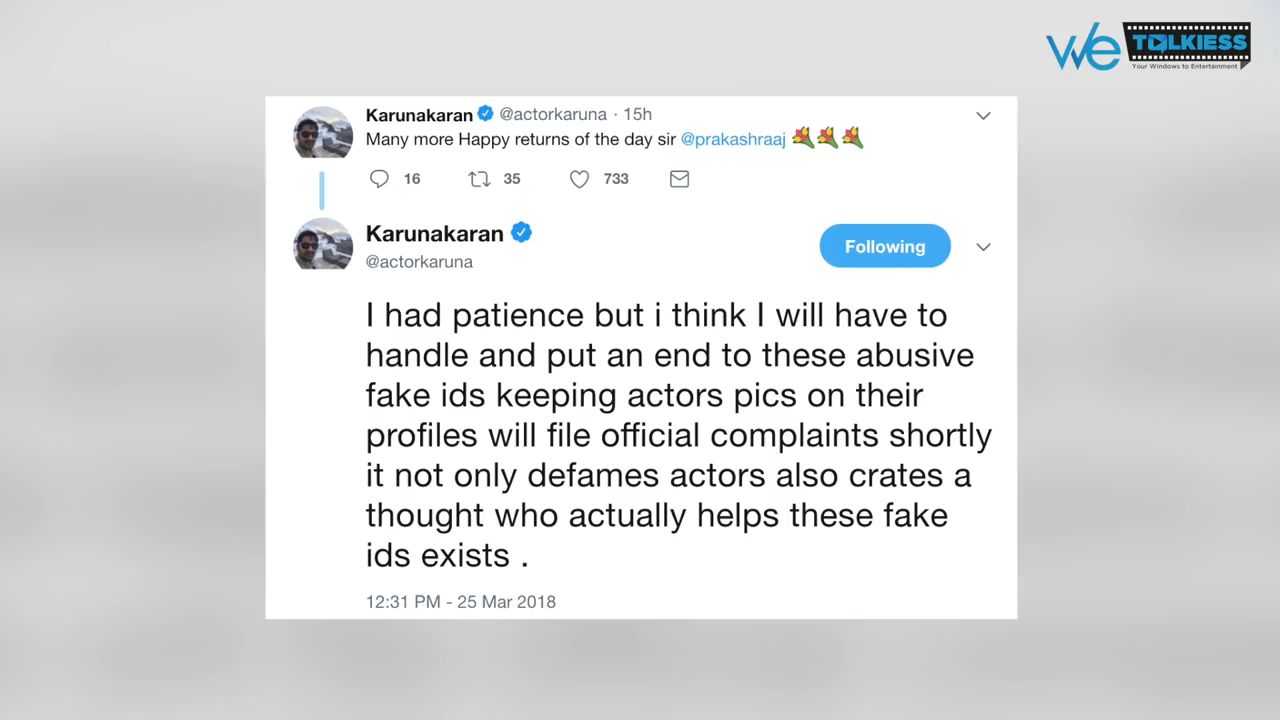 We TALKIESS
Your Windows to Entertainment
Karunakaran @actorkaruna · 15h
Many more Happy returns of the day sir @prakashraaj 💐💐💐
16 35 733
Karunakaran
@actorkaruna
Following
I had patience but i think I will have to
handle and put an end to these abusive
fake ids keeping actors pics on their
profiles will file official complaints shortly
it not only defames actors also crates a
thought who actually helps these fake
ids exists .
12:31 PM - 25 Mar 2018